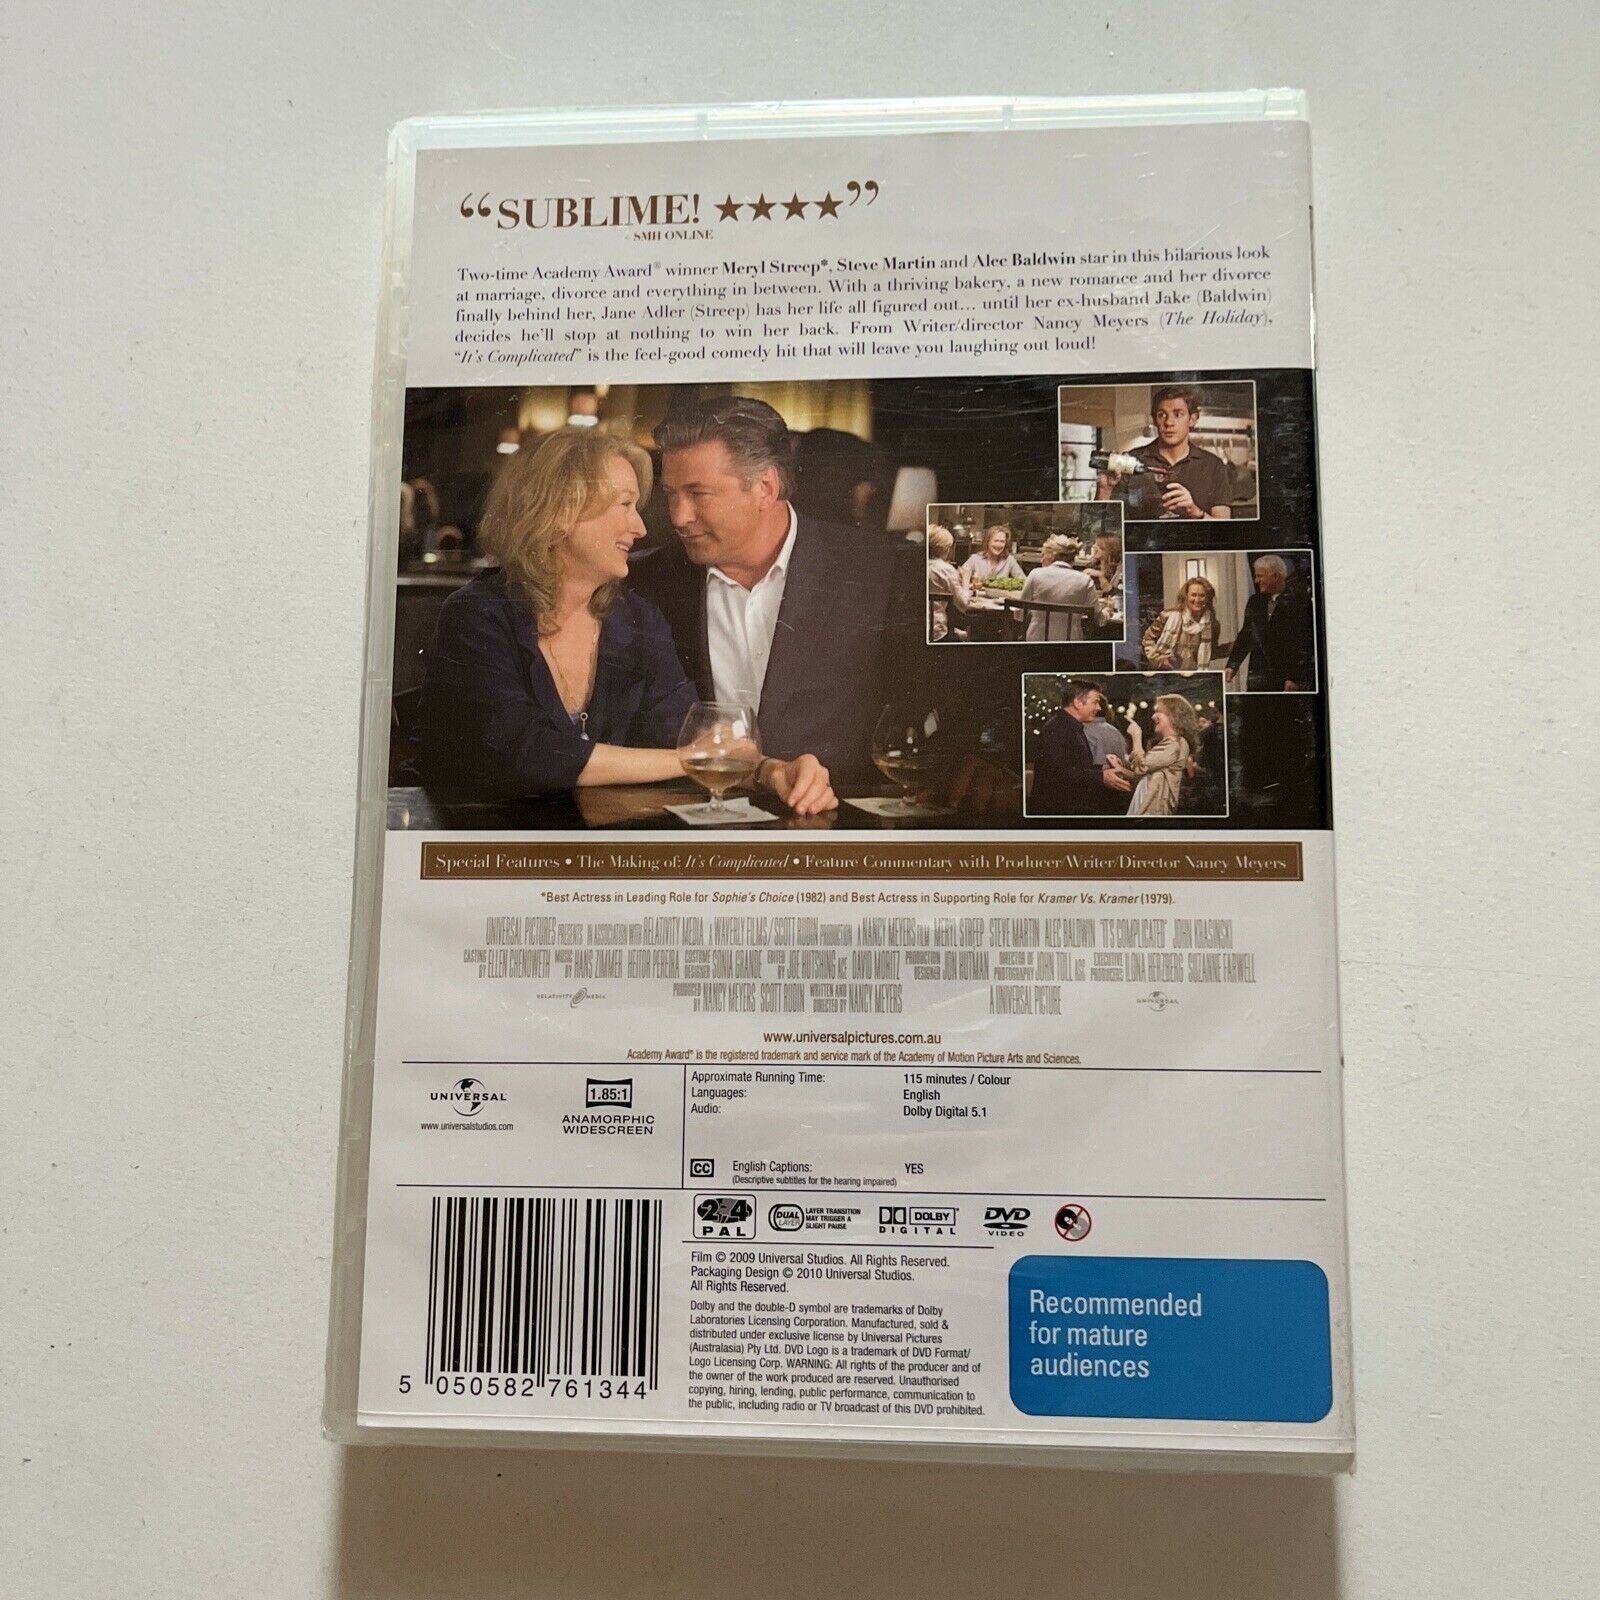 “SUBLIME! ★★★★”
- SMH ONLINE
Two-time Academy Award® winner Meryl Streep*, Steve Martin and Alec Baldwin star in this hilarious look
at marriage, divorce and everything in between. With a thriving bakery, a new romance and her divorce
finally behind her, Jane Adler (Streep) has her life all figured out... until her ex-husband Jake (Baldwin)
decides he'll stop at nothing to win her back. From Writer/director Nancy Meyers (The Holiday),
“It's Complicated” is the feel-good comedy hit that will leave you laughing out loud!
Special Features • The Making of: It's Complicated • Feature Commentary with Producer/Writer/Director Nancy Meyers
*Best Actress in Leading Role for Sophie's Choice (1982) and Best Actress in Supporting Role for Kramer Vs. Kramer (1979).
UNIVERSAL PICTURES PRESENTS IN ASSOCIATION WITH RELATIVITY MEDIA A WAVERLY FILMS/SCOTT RUDIN PRODUCTION A NANCY MEYERS FILM MERYL STREEP STEVE MARTIN ALEC BALDWIN "IT'S COMPLICATED" JOHN KRASINSKI
CASTING BY ELLEN CHENOWETH MUSIC BY HANS ZIMMER HEITOR PEREIRA COSTUME DESIGNER SONIA GRANDE EDITED BY JOE HUTSHING ACE DAVID MORITZ PRODUCTION DESIGNER JON HUTMAN DIRECTOR OF PHOTOGRAPHY JOHN TOLL ASC EXECUTIVE PRODUCERS ILONA HERZBERG SUZANNE FARWELL
RELATIVITY MEDIA PRODUCED BY NANCY MEYERS SCOTT RUDIN WRITTEN AND DIRECTED BY NANCY MEYERS A UNIVERSAL PICTURE UNIVERSAL
www.universalpictures.com.au
Academy Award® is the registered trademark and service mark of the Academy of Motion Picture Arts and Sciences.
UNIVERSAL
www.universalstudios.com
1.85:1
ANAMORPHIC
WIDESCREEN
Approximate Running Time: 115 minutes / Colour
Languages: English
Audio: Dolby Digital 5.1
CC English Captions: YES
(Descriptive subtitles for the hearing impaired)
2 4
PAL
DUAL LAYER
LAYER TRANSITION
MAY TRIGGER A
SLIGHT PAUSE
DOLBY
DIGITAL
DVD
VIDEO
Film © 2009 Universal Studios. All Rights Reserved.
Packaging Design © 2010 Universal Studios.
All Rights Reserved.
Dolby and the double-D symbol are trademarks of Dolby
Laboratories Licensing Corporation. Manufactured, sold &
distributed under exclusive license by Universal Pictures
(Australasia) Pty Ltd. DVD Logo is a trademark of DVD Format/
Logo Licensing Corp. WARNING: All rights of the producer and of
the owner of the work produced are reserved. Unauthorised
copying, hiring, lending, public performance, communication to
the public, including radio or TV broadcast of this DVD prohibited.
Recommended
for mature
audiences
5 050582 761344